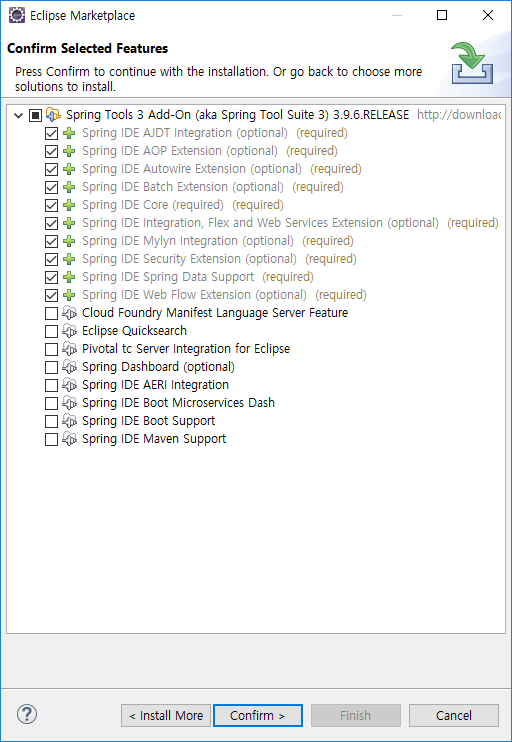 Eclipse Marketplace
Confirm Selected Features
Press Confirm to continue with the installation. Or go back to choose more
solutions to install.
Spring Tools 3 Add-On (aka Spring Tool Suite 3) 3.9.6.RELEASE http://download
Spring IDE AJDT Integration (optional) (required)
Spring IDE AOP Extension (optional) (required)
Spring IDE Autowire Extension (optional) (required)
Spring IDE Batch Extension (optional) (required)
Spring IDE Core (required) (required)
Spring IDE Integration, Flex and Web Services Extension (optional) (required)
Spring IDE Mylyn Integration (optional) (required)
Spring IDE Security Extension (optional) (required)
Spring IDE Spring Data Support (required)
Spring IDE Web Flow Extension (optional) (required)
Cloud Foundry Manifest Language Server Feature
Eclipse Quicksearch
Pivotal tc Server Integration for Eclipse
Spring Dashboard (optional)
Spring IDE AERI Integration
Spring IDE Boot Microservices Dash
Spring IDE Boot Support
Spring IDE Maven Support
? < Install More Confirm > Finish Cancel